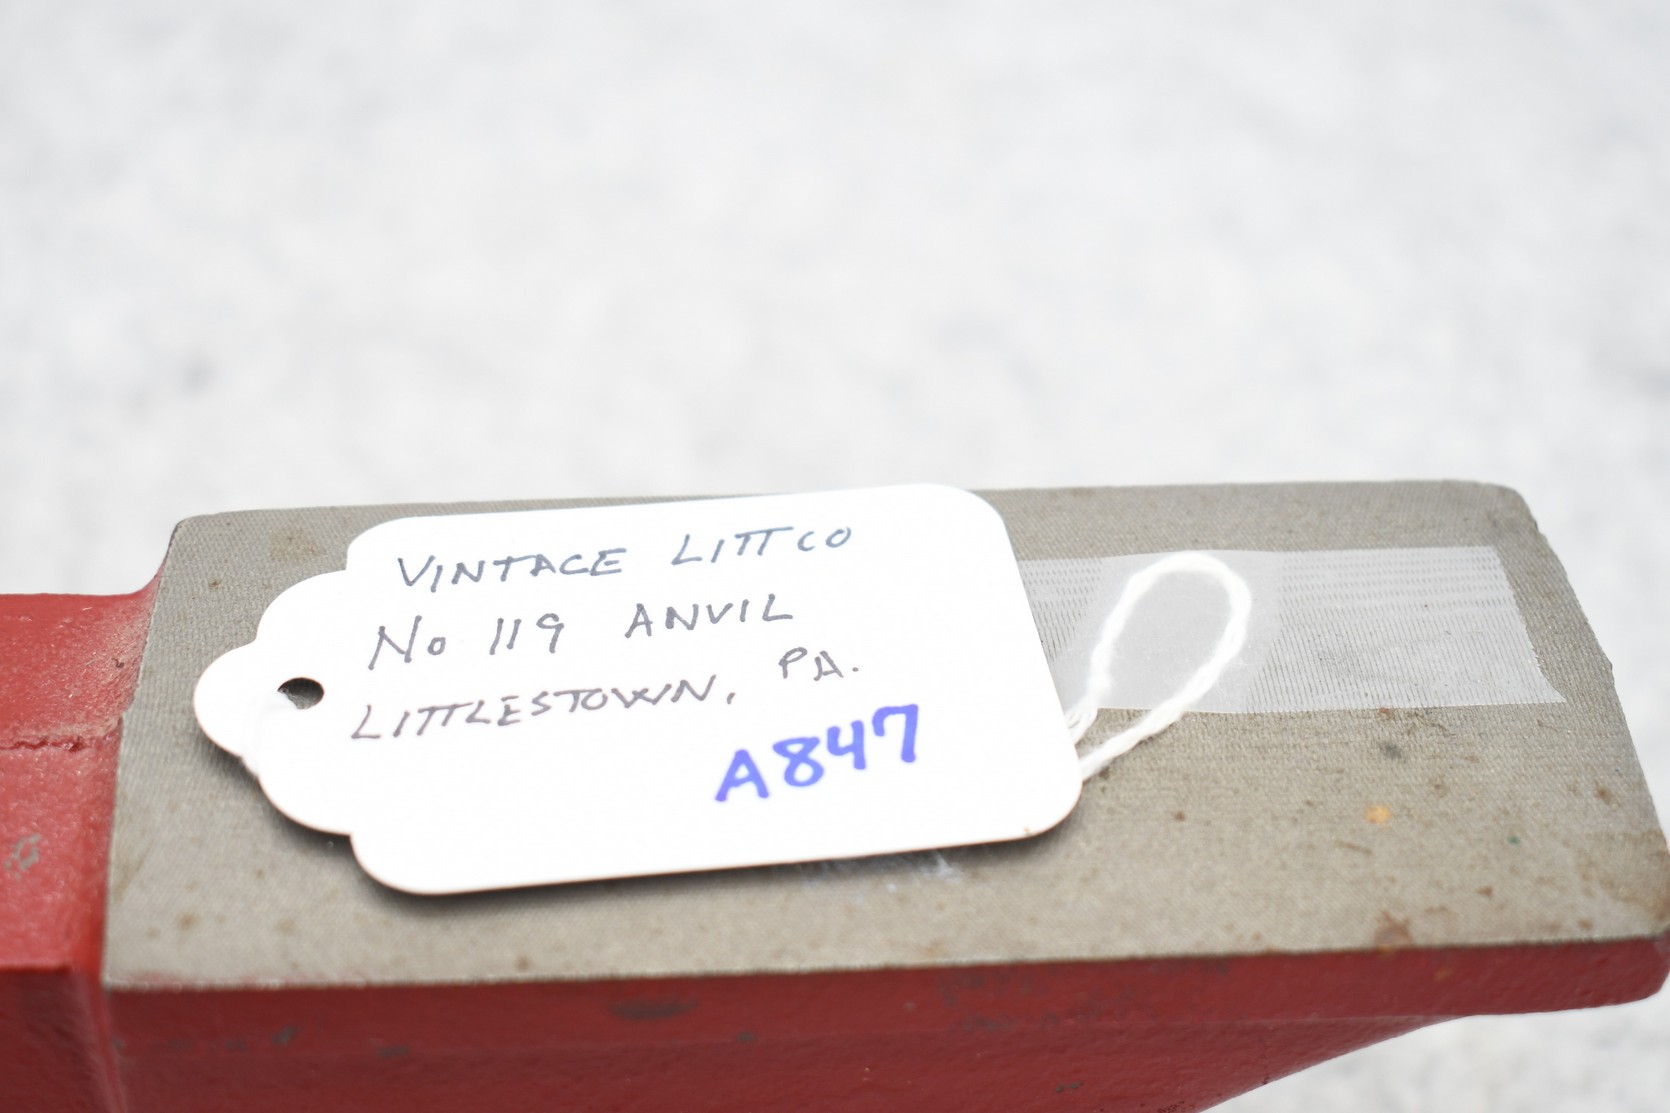 VINTAGE LITTCO
No 119 ANVIL
LITTLESTOWN, PA.
A847